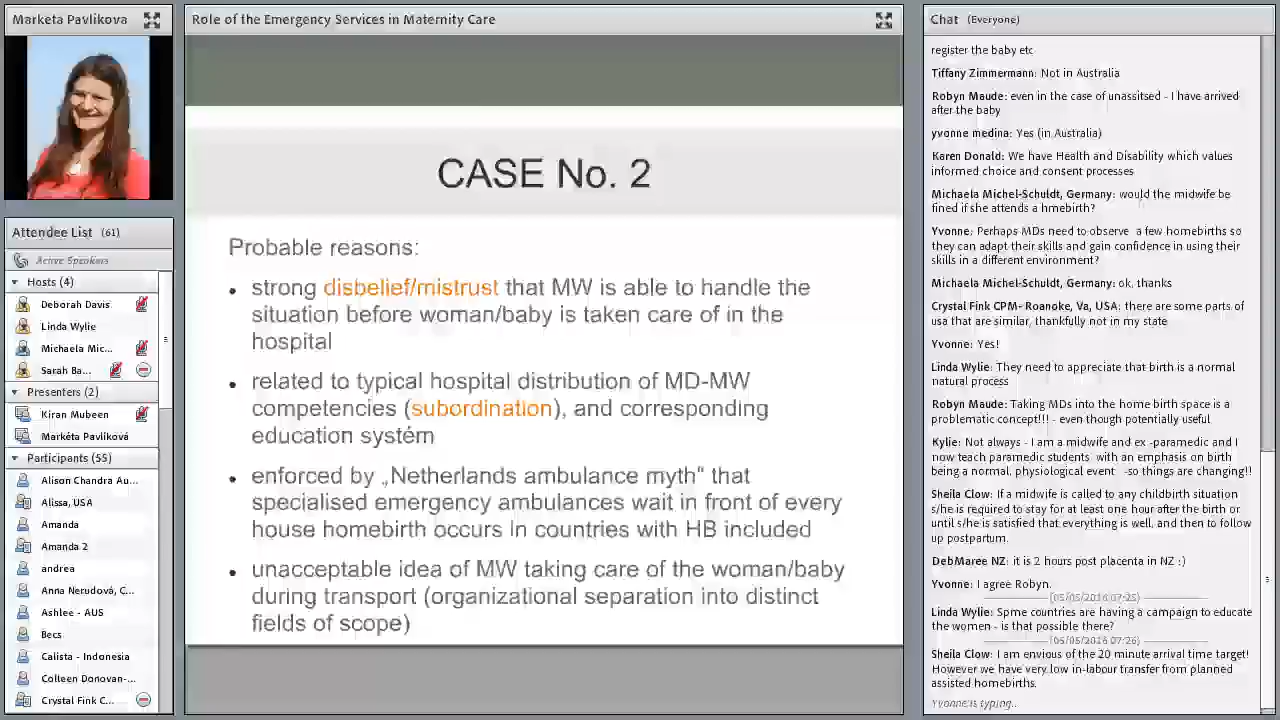 Marketa Pavlikova
Role of the Emergency Services in Maternity Care
CASE No. 2
Probable reasons:
• strong disbelief/mistrust that MW is able to handle the
situation before woman/baby is taken care of in the
hospital
• related to typical hospital distribution of MD-MW
competencies (subordination), and corresponding
education systém
• enforced by „Netherlands ambulance myth“ that
specialised emergency ambulances wait in front of every
house homebirth occurs in countries with HB included
• unacceptable idea of MW taking care of the woman/baby
during transport (organizational separation into distinct
fields of scope)
Attendee List (61)
Active Speakers
Hosts (4)
Deborah Davis
Linda Wylie
Michaela Mic...
Sarah Ba...
Presenters (2)
Kiran Mubeen
Markéta Pavlíková
Participants (55)
Alison Chandra Au...
Alissa, USA
Amanda
Amanda 2
andrea
Anna Nerudová, C...
Ashlee - AUS
Becs
Calista - Indonesia
Colleen Donovan-...
Crystal Fink C...
Chat (Everyone)
register the baby etc
Tiffany Zimmermann: Not in Australia
Robyn Maude: even in the case of unassitsed - I have arrived
after the baby
yvonne medina: Yes (in Australia)
Karen Donald: We have Health and Disability which values
informed choice and consent processes
Michaela Michel-Schuldt, Germany: would the midwife be
fined if she attends a hmebirth?
Yvonne: Perhaps MDs need to observe a few homebirths so
they can adapt their skills and gain confidence in using their
skills in a different environment?
Michaela Michel-Schuldt, Germany: ok, thanks
Crystal Fink CPM- Roanoke, Va, USA: there are some parts of
usa that are similar, thankfully not in my state
Yvonne: Yes!
Linda Wylie: They need to appreciate that birth is a normal
natural process
Robyn Maude: Taking MDs into the home birth space is a
problematic concept!!! - even though potentially useful
Kylie: Not always - I am a midwife and ex -paramedic and I
now teach paramedic students with an emphasis on birth
being a normal, physiological event -so things are changing!!
Sheila Clow: If a midwife is called to any childbirth situation
s/he is required to stay for at least one hour after the birth or
until s/he is satisfied that everything is well, and then to follow
up postpartum.
DebMaree NZ: it is 2 hours post placenta in NZ :)
Yvonne: I agree Robyn.
(05/05/2016 07:25)
Linda Wylie: Some countries are having a campaign to educate
the women - is that possible there?
(05/05/2016 07:26)
Sheila Clow: I am envious of the 20 minute arrival time target!
However we have very low in-labour transfer from planned
assisted homebirths.
Yvonne is typing...